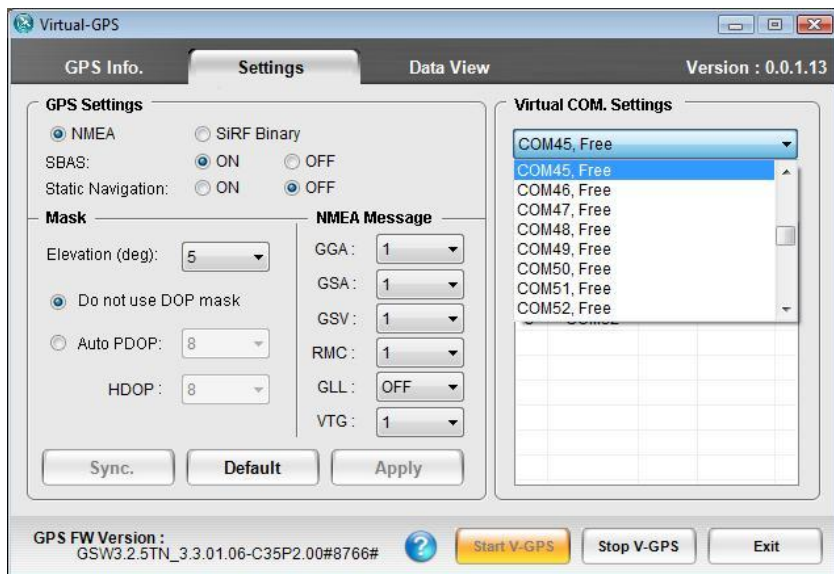 Virtual-GPS
GPS Info. Settings Data View Version : 0.0.1.13
GPS Settings
NMEA SiRF Binary
SBAS: ON OFF
Static Navigation: ON OFF
Mask
Elevation (deg): 5
Do not use DOP mask
Auto PDOP: 8
HDOP : 8
NMEA Message
GGA : 1
GSA : 1
GSV : 1
RMC : 1
GLL : OFF
VTG : 1
Sync. Default Apply
Virtual COM. Settings
COM45, Free
COM45, Free
COM46, Free
COM47, Free
COM48, Free
COM49, Free
COM50, Free
COM51, Free
COM52, Free
GPS FW Version :
GSW3.2.5TN_3.3.01.06-C35P2.00#8766#
? Start V-GPS Stop V-GPS Exit